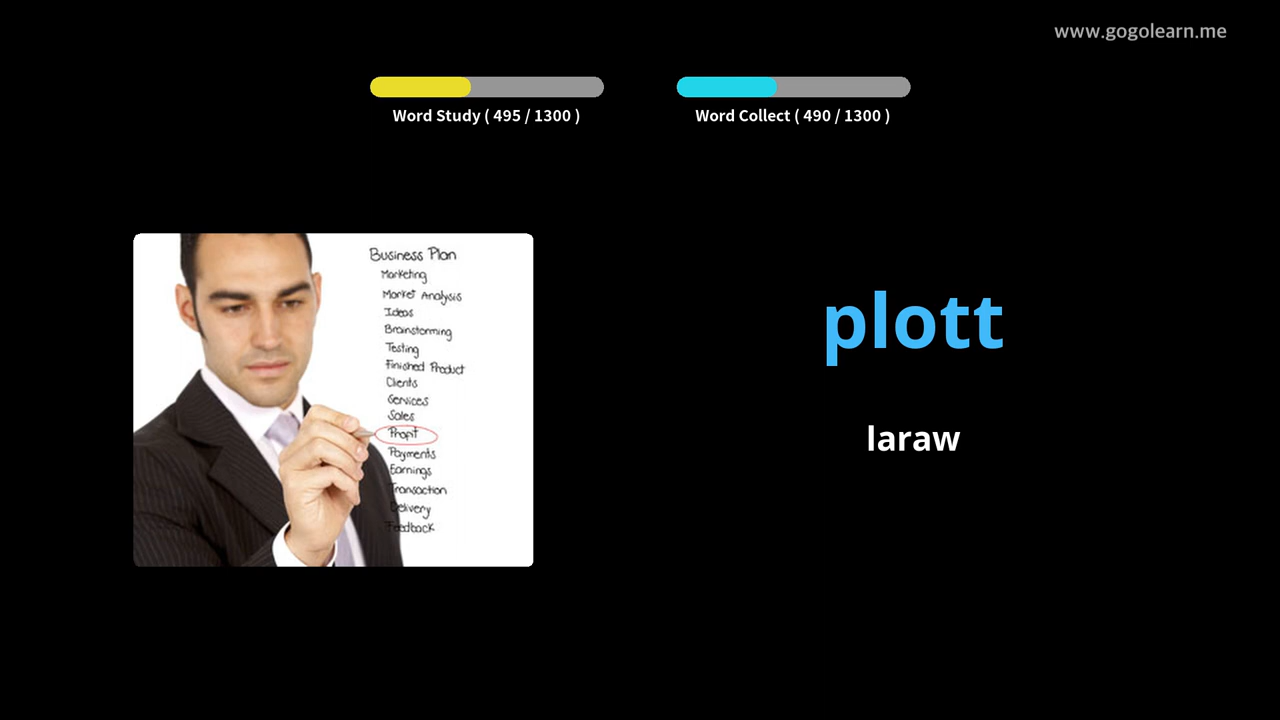 www.gogolearn.me
Word Study ( 495 / 1300 )
Word Collect ( 490 / 1300 )
Business Plan
Marketing
Market Analysis
Ideas
Brainstorming
Testing
Finished Product
Clients
Services
Sales
Profit
Payments
Earnings
Transaction
Delivery
Feedback
plott
laraw